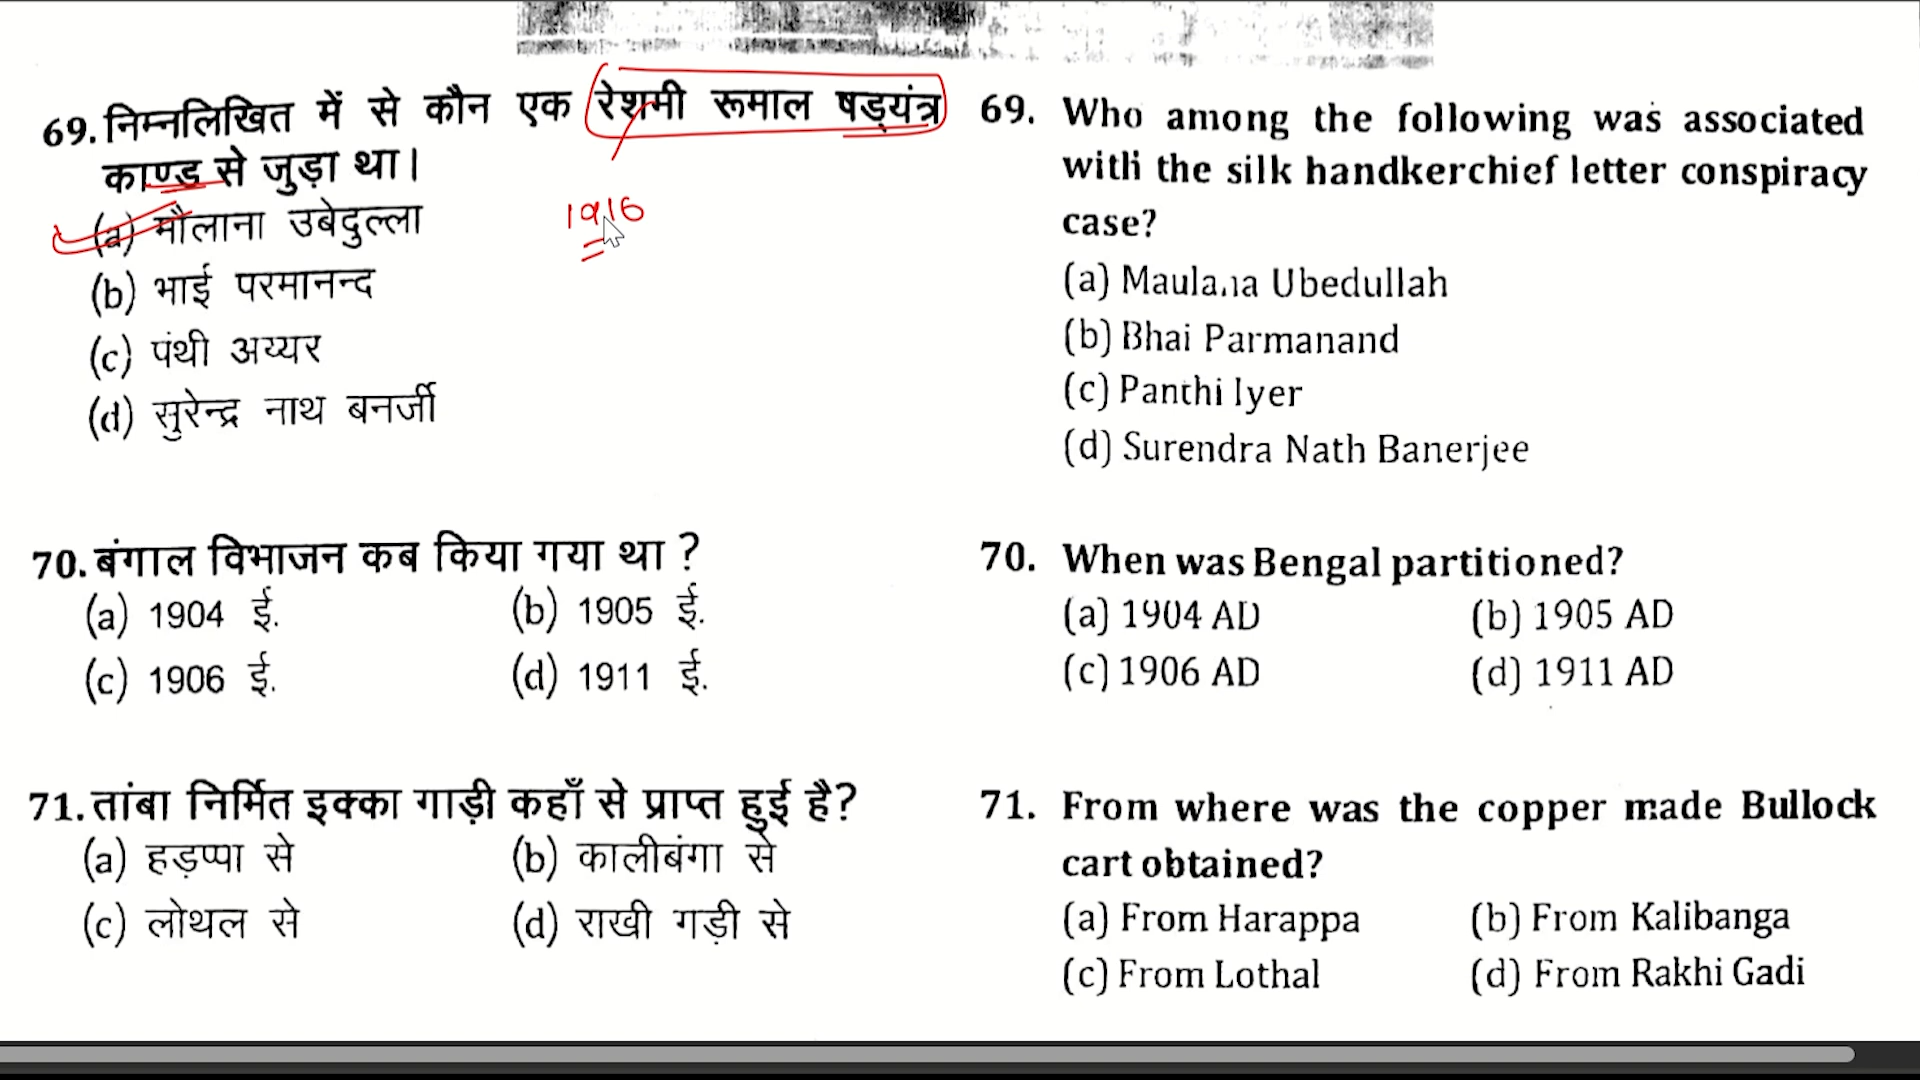 69. निम्नलिखित में से कौन एक रेशमी रूमाल षड्यंत्र
काण्ड से जुड़ा था।
(a) मौलाना उबेदुल्ला
1916
(b) भाई परमानन्द
(c) पंथी अय्यर
(d) सुरेन्द्र नाथ बनर्जी
70. बंगाल विभाजन कब किया गया था ?
(a) 1904 ई. (b) 1905 ई.
(c) 1906 ई. (d) 1911 ई.
71. तांबा निर्मित इक्का गाड़ी कहाँ से प्राप्त हुई है?
(a) हड़प्पा से (b) कालीबंगा से
(c) लोथल से (d) राखी गड़ी से
69. Who among the following was associated
with the silk handkerchief letter conspiracy
case?
(a) Maulana Ubedullah
(b) Bhai Parmanand
(c) Panthi Iyer
(d) Surendra Nath Banerjee
70. When was Bengal partitioned?
(a) 1904 AD (b) 1905 AD
(c) 1906 AD (d) 1911 AD
71. From where was the copper made Bullock
cart obtained?
(a) From Harappa (b) From Kalibanga
(c) From Lothal (d) From Rakhi Gadi